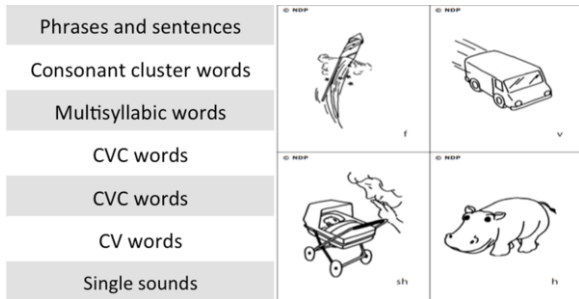 Phrases and sentences
Consonant cluster words
Multisyllabic words
CVC words
CVC words
CV words
Single sounds
© NDP
f
© NDP
v
© NDP
sh
© NDP
h